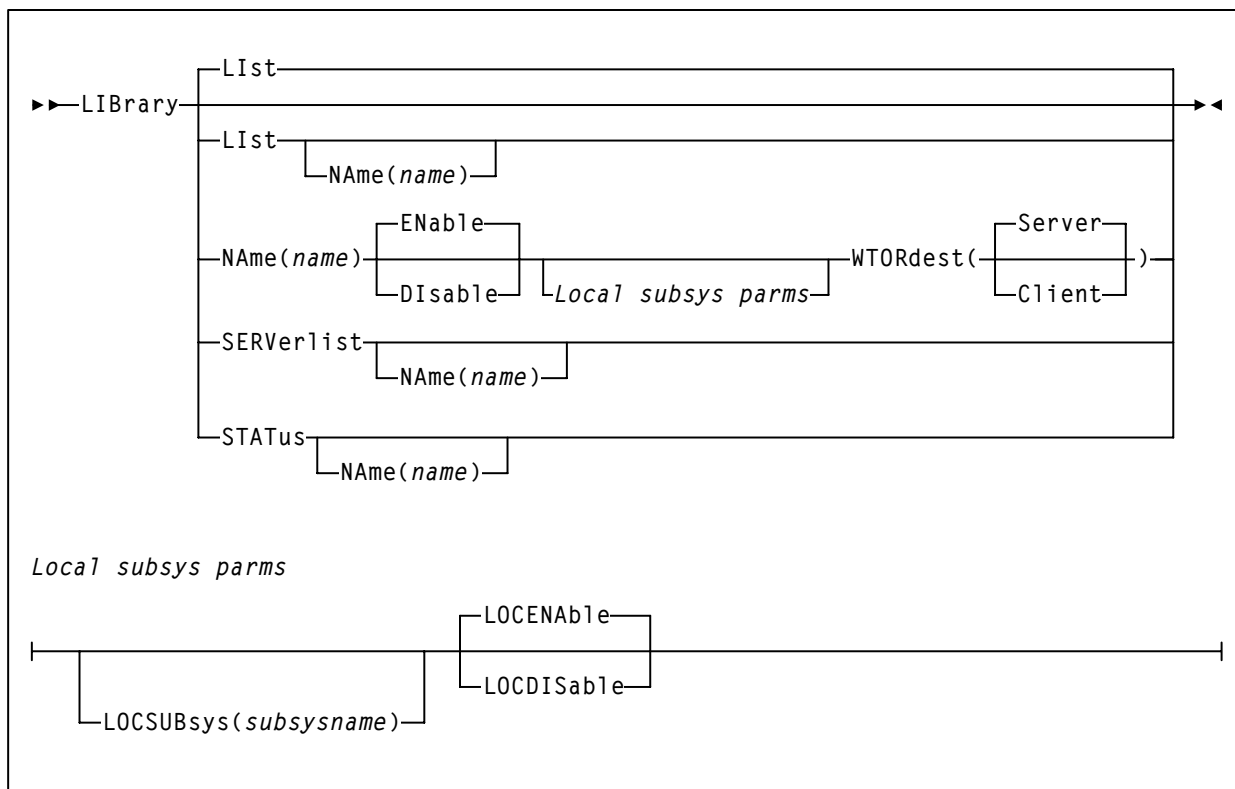 LIst
LIBrary
LIst
NAme(name)
ENable Server
NAme(name) WTORdest( )
DIsable Local subsys parms Client
SERVerlist
NAme(name)
STATus
NAme(name)
Local subsys parms
LOCENAble
LOCDISable
LOCSUBsys(subsysname)